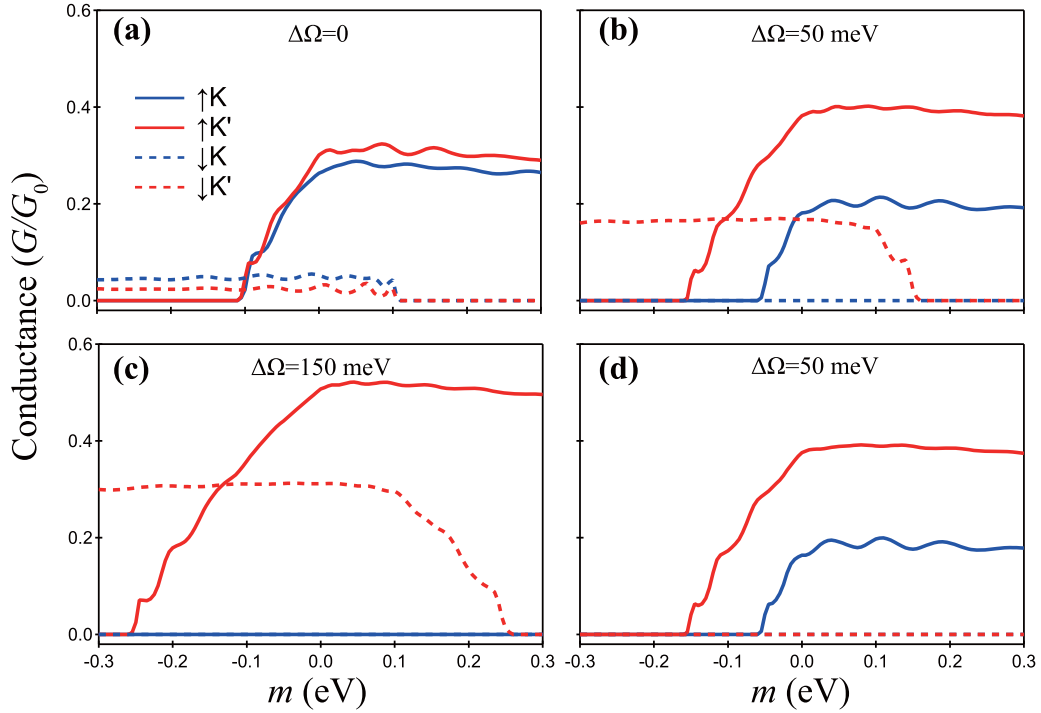 Conductance (G/G₀)
(a)
ΔΩ=0
0.6
0.4
0.2
0.0
↑K
↑K'
↓K
↓K'
(b)
ΔΩ=50 meV
(c)
ΔΩ=150 meV
0.6
0.4
0.2
0.0
-0.3 -0.2 -0.1 0.0 0.1 0.2 0.3
m (eV)
(d)
ΔΩ=50 meV
-0.3 -0.2 -0.1 0.0 0.1 0.2 0.3
m (eV)